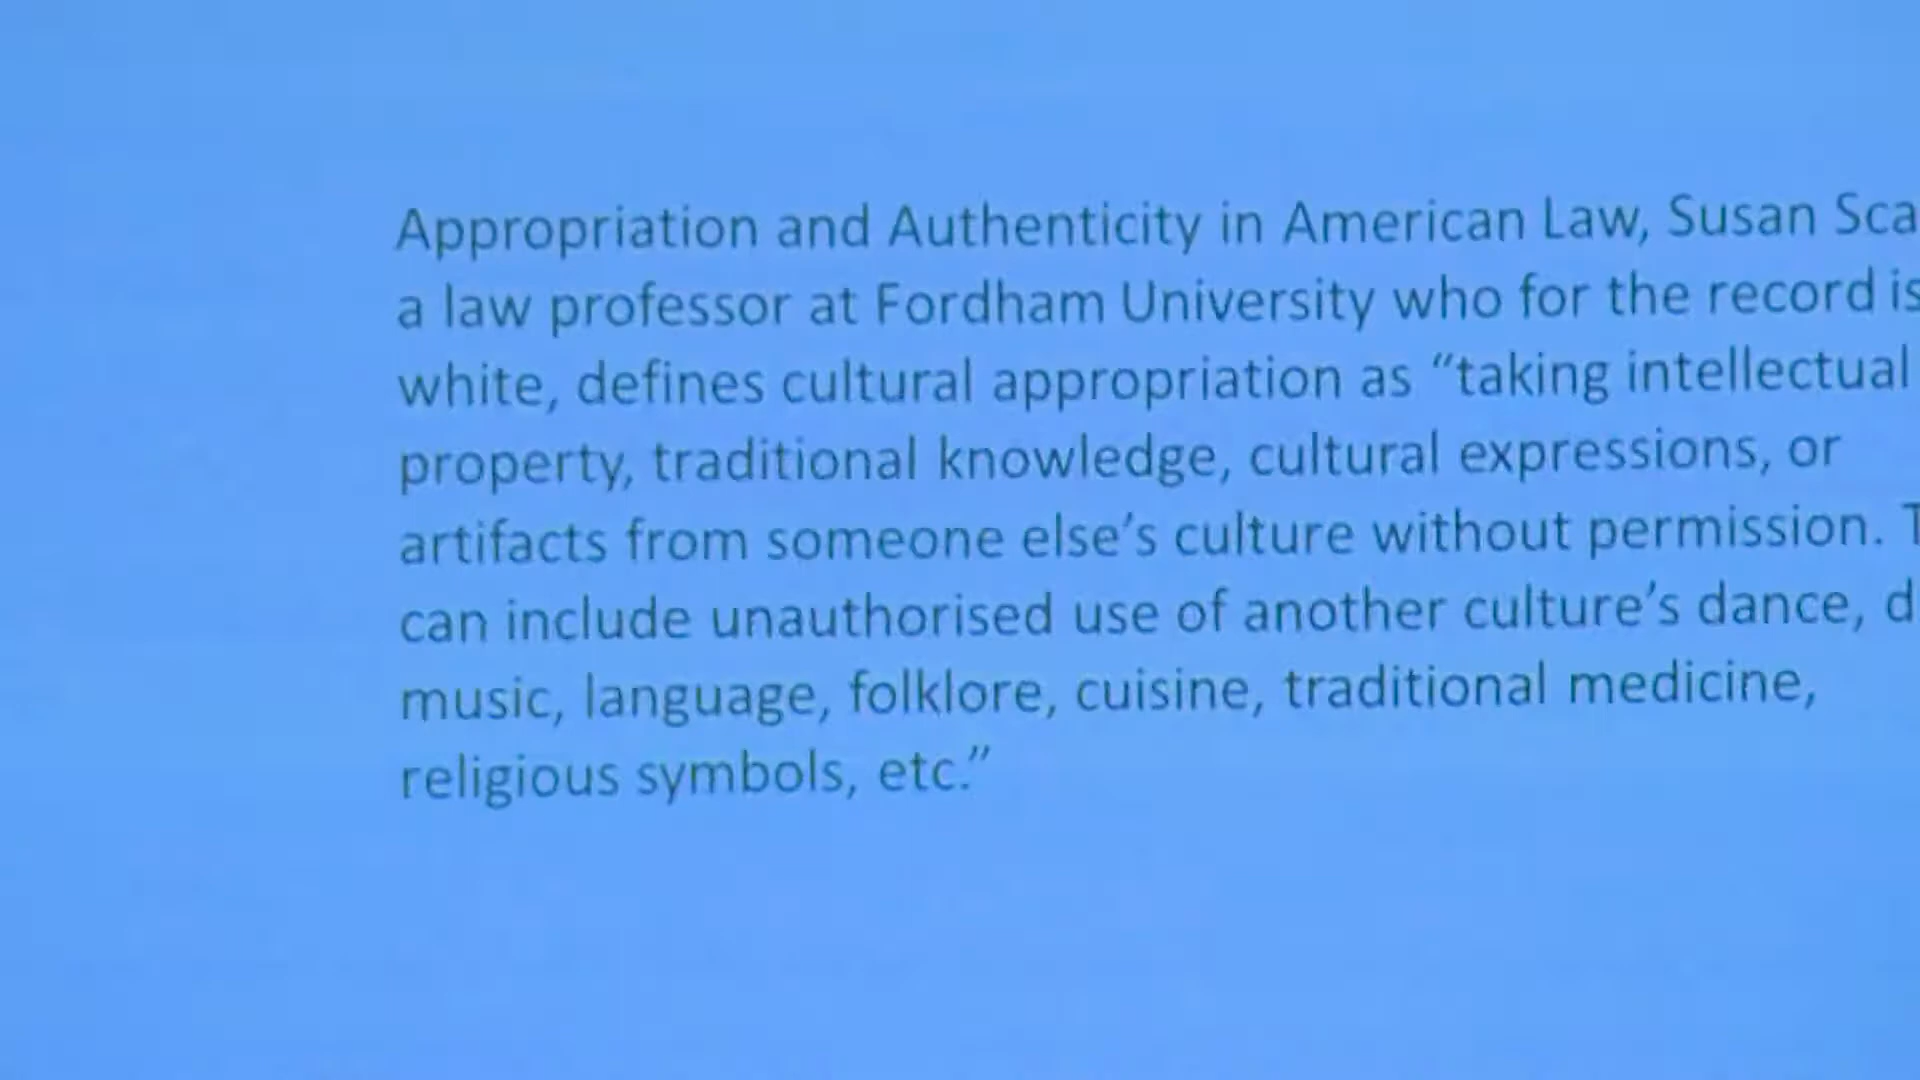 Appropriation and Authenticity in American Law, Susan Sca
a law professor at Fordham University who for the record is
white, defines cultural appropriation as “taking intellectual
property, traditional knowledge, cultural expressions, or
artifacts from someone else’s culture without permission. T
can include unauthorised use of another culture’s dance, d
music, language, folklore, cuisine, traditional medicine,
religious symbols, etc.”